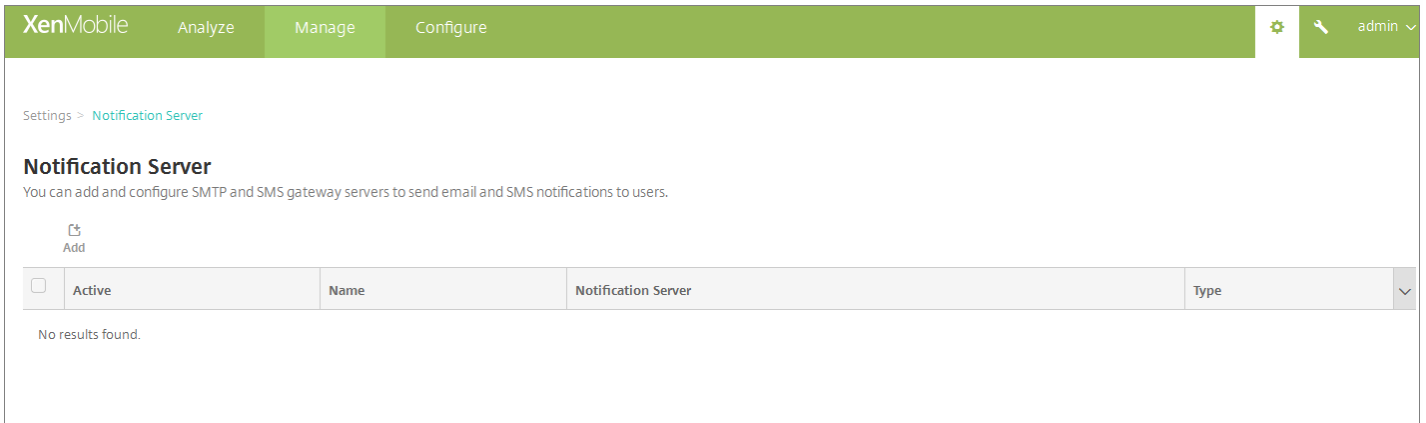 XenMobile Analyze Manage Configure admin
Settings > Notification Server
Notification Server
You can add and configure SMTP and SMS gateway servers to send email and SMS notifications to users.
Add
Active Name Notification Server Type
No results found.